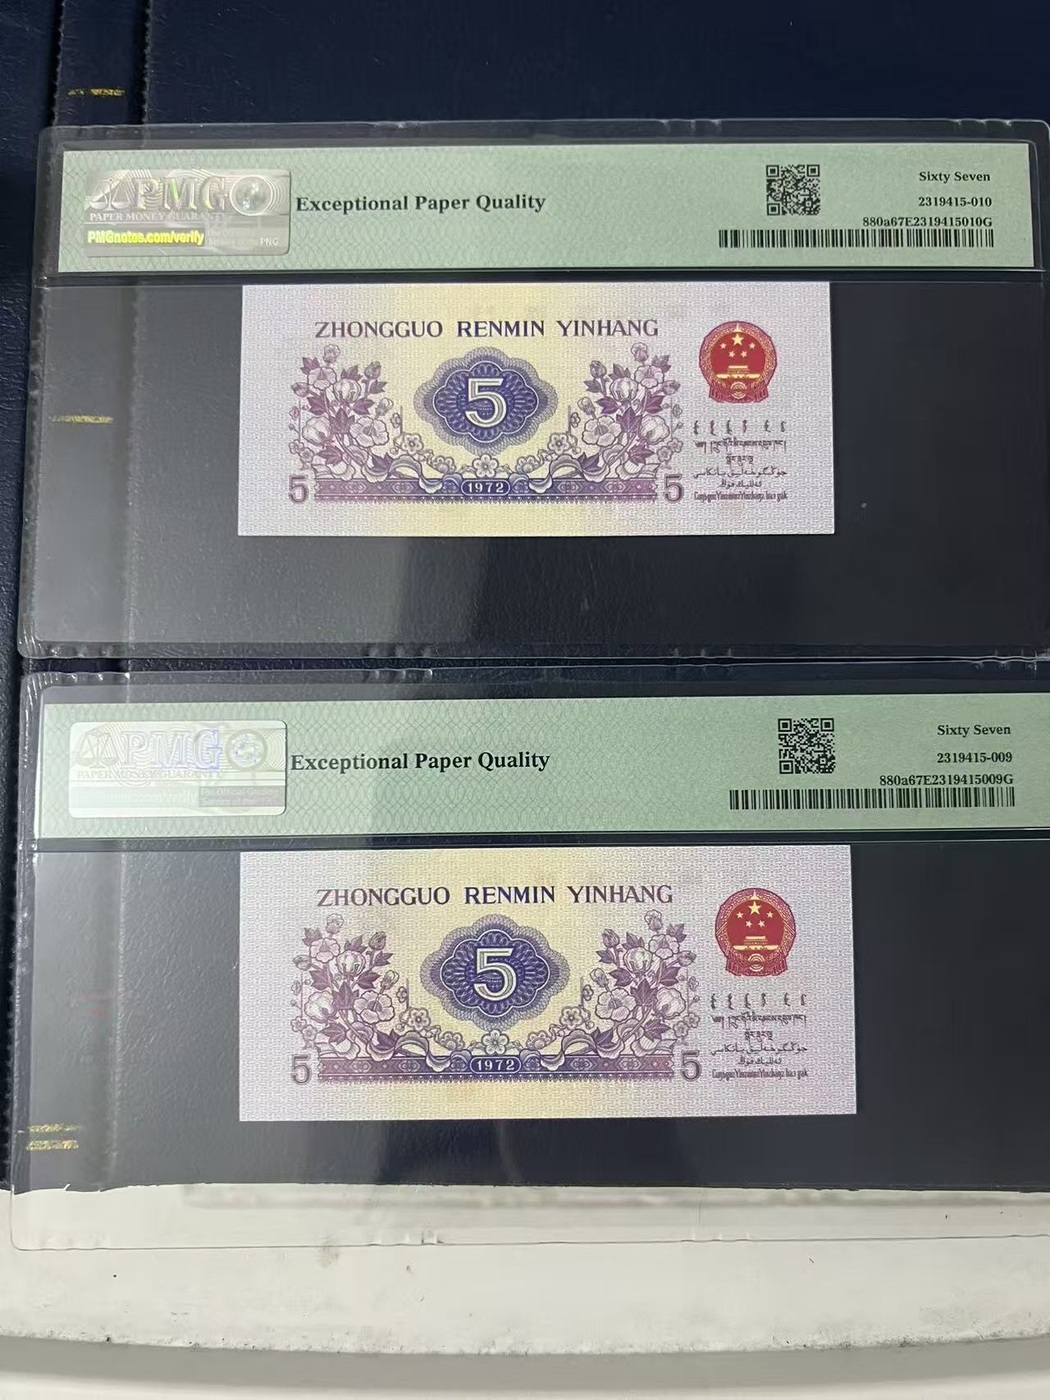 PMG
PAPER MONEY GUARANTY
PMGnotes.com/verify
Exceptional Paper Quality
Sixty Seven
2319415-010
880a67E2319415010G
ZHONGGUO RENMIN YINHANG
5
5
1972
5
PMG
PAPER MONEY GUARANTY
Exceptional Paper Quality
Sixty Seven
2319415-009
880a67E2319415009G
ZHONGGUO RENMIN YINHANG
5
5
1972
5